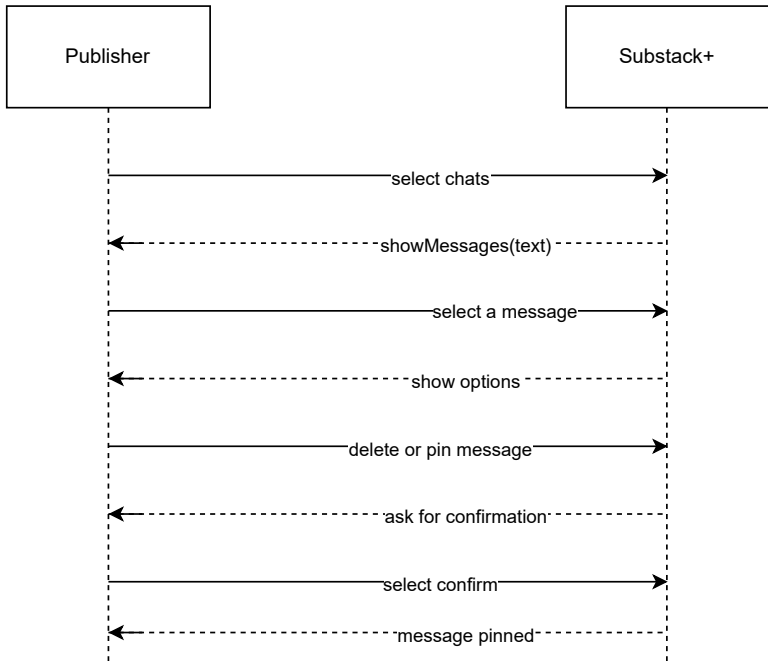 Publisher
Substack+
select chats
showMessages(text)
select a message
show options
delete or pin message
ask for confirmation
select confirm
message pinned